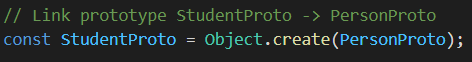 // Link prototype StudentProto -> PersonProto
const StudentProto = Object.create(PersonProto);